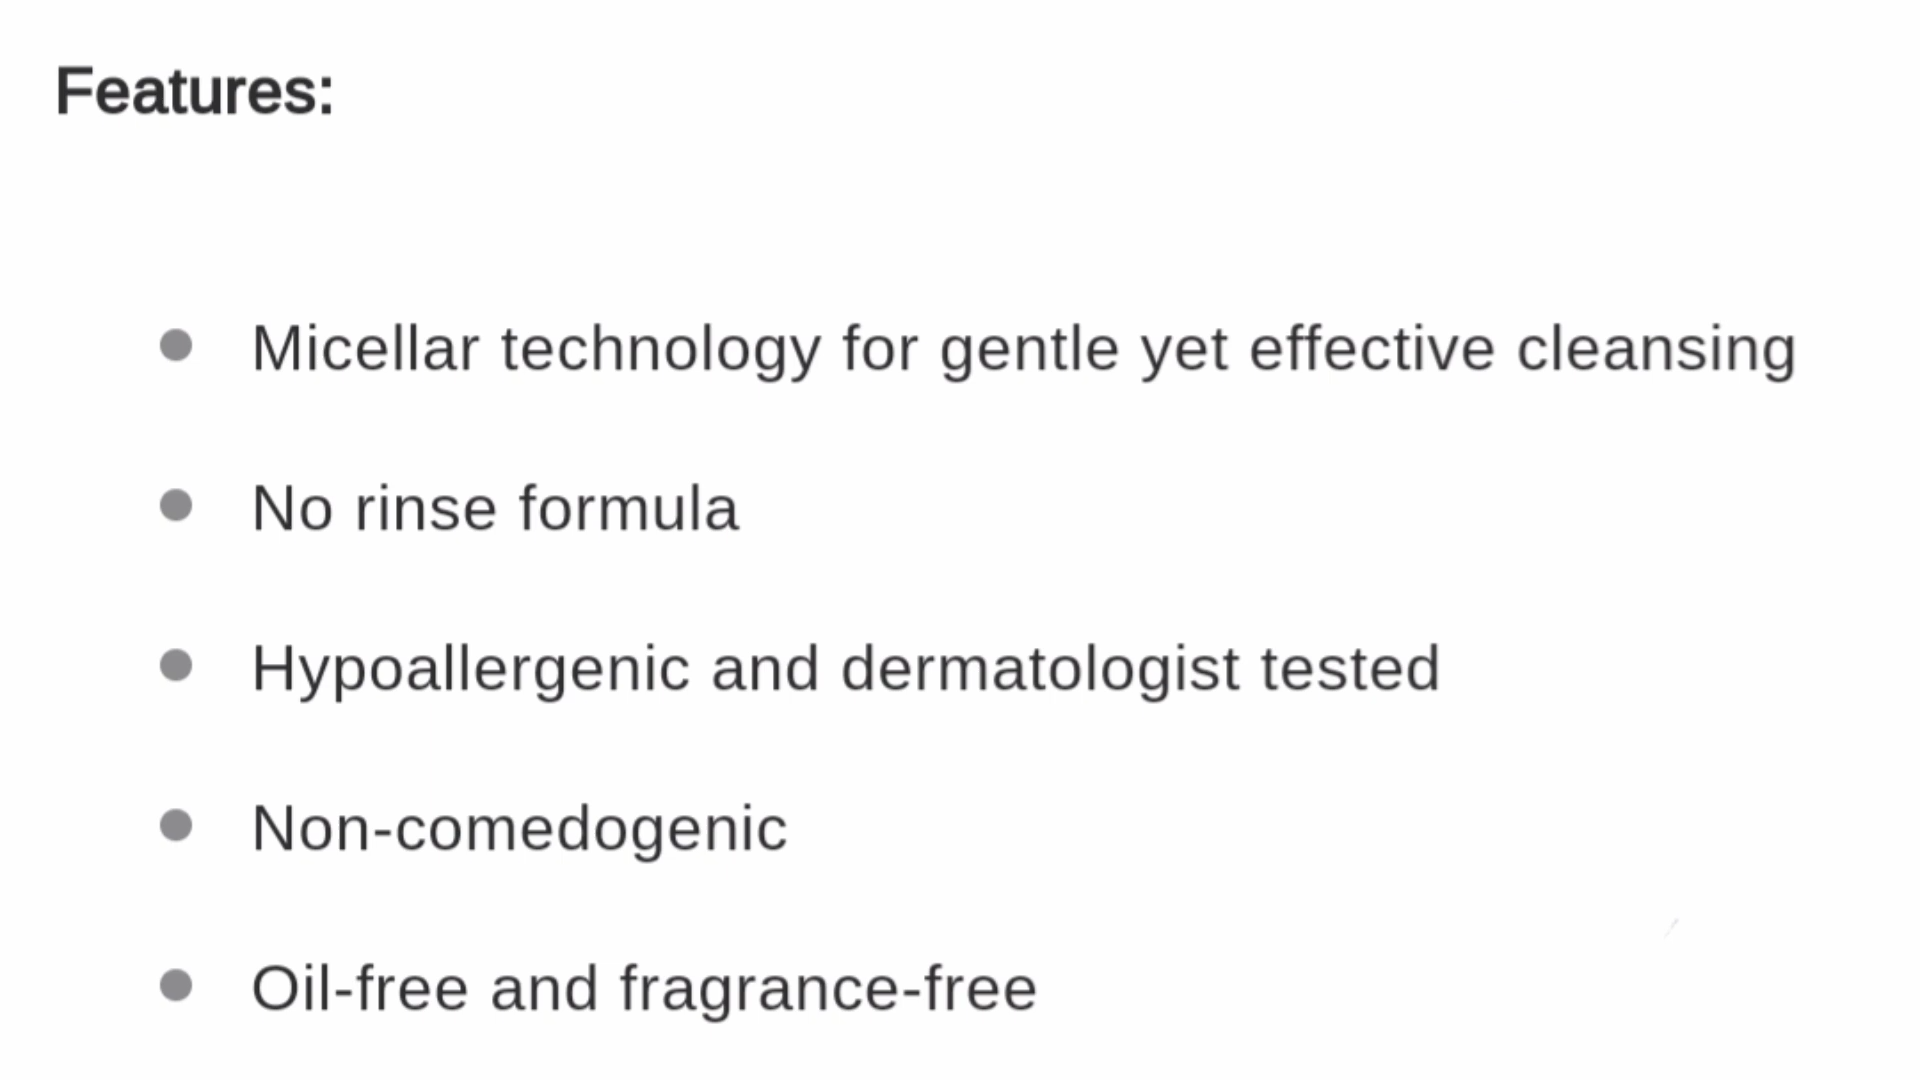 Features:
Micellar technology for gentle yet effective cleansing
No rinse formula
Hypoallergenic and dermatologist tested
Non-comedogenic
Oil-free and fragrance-free